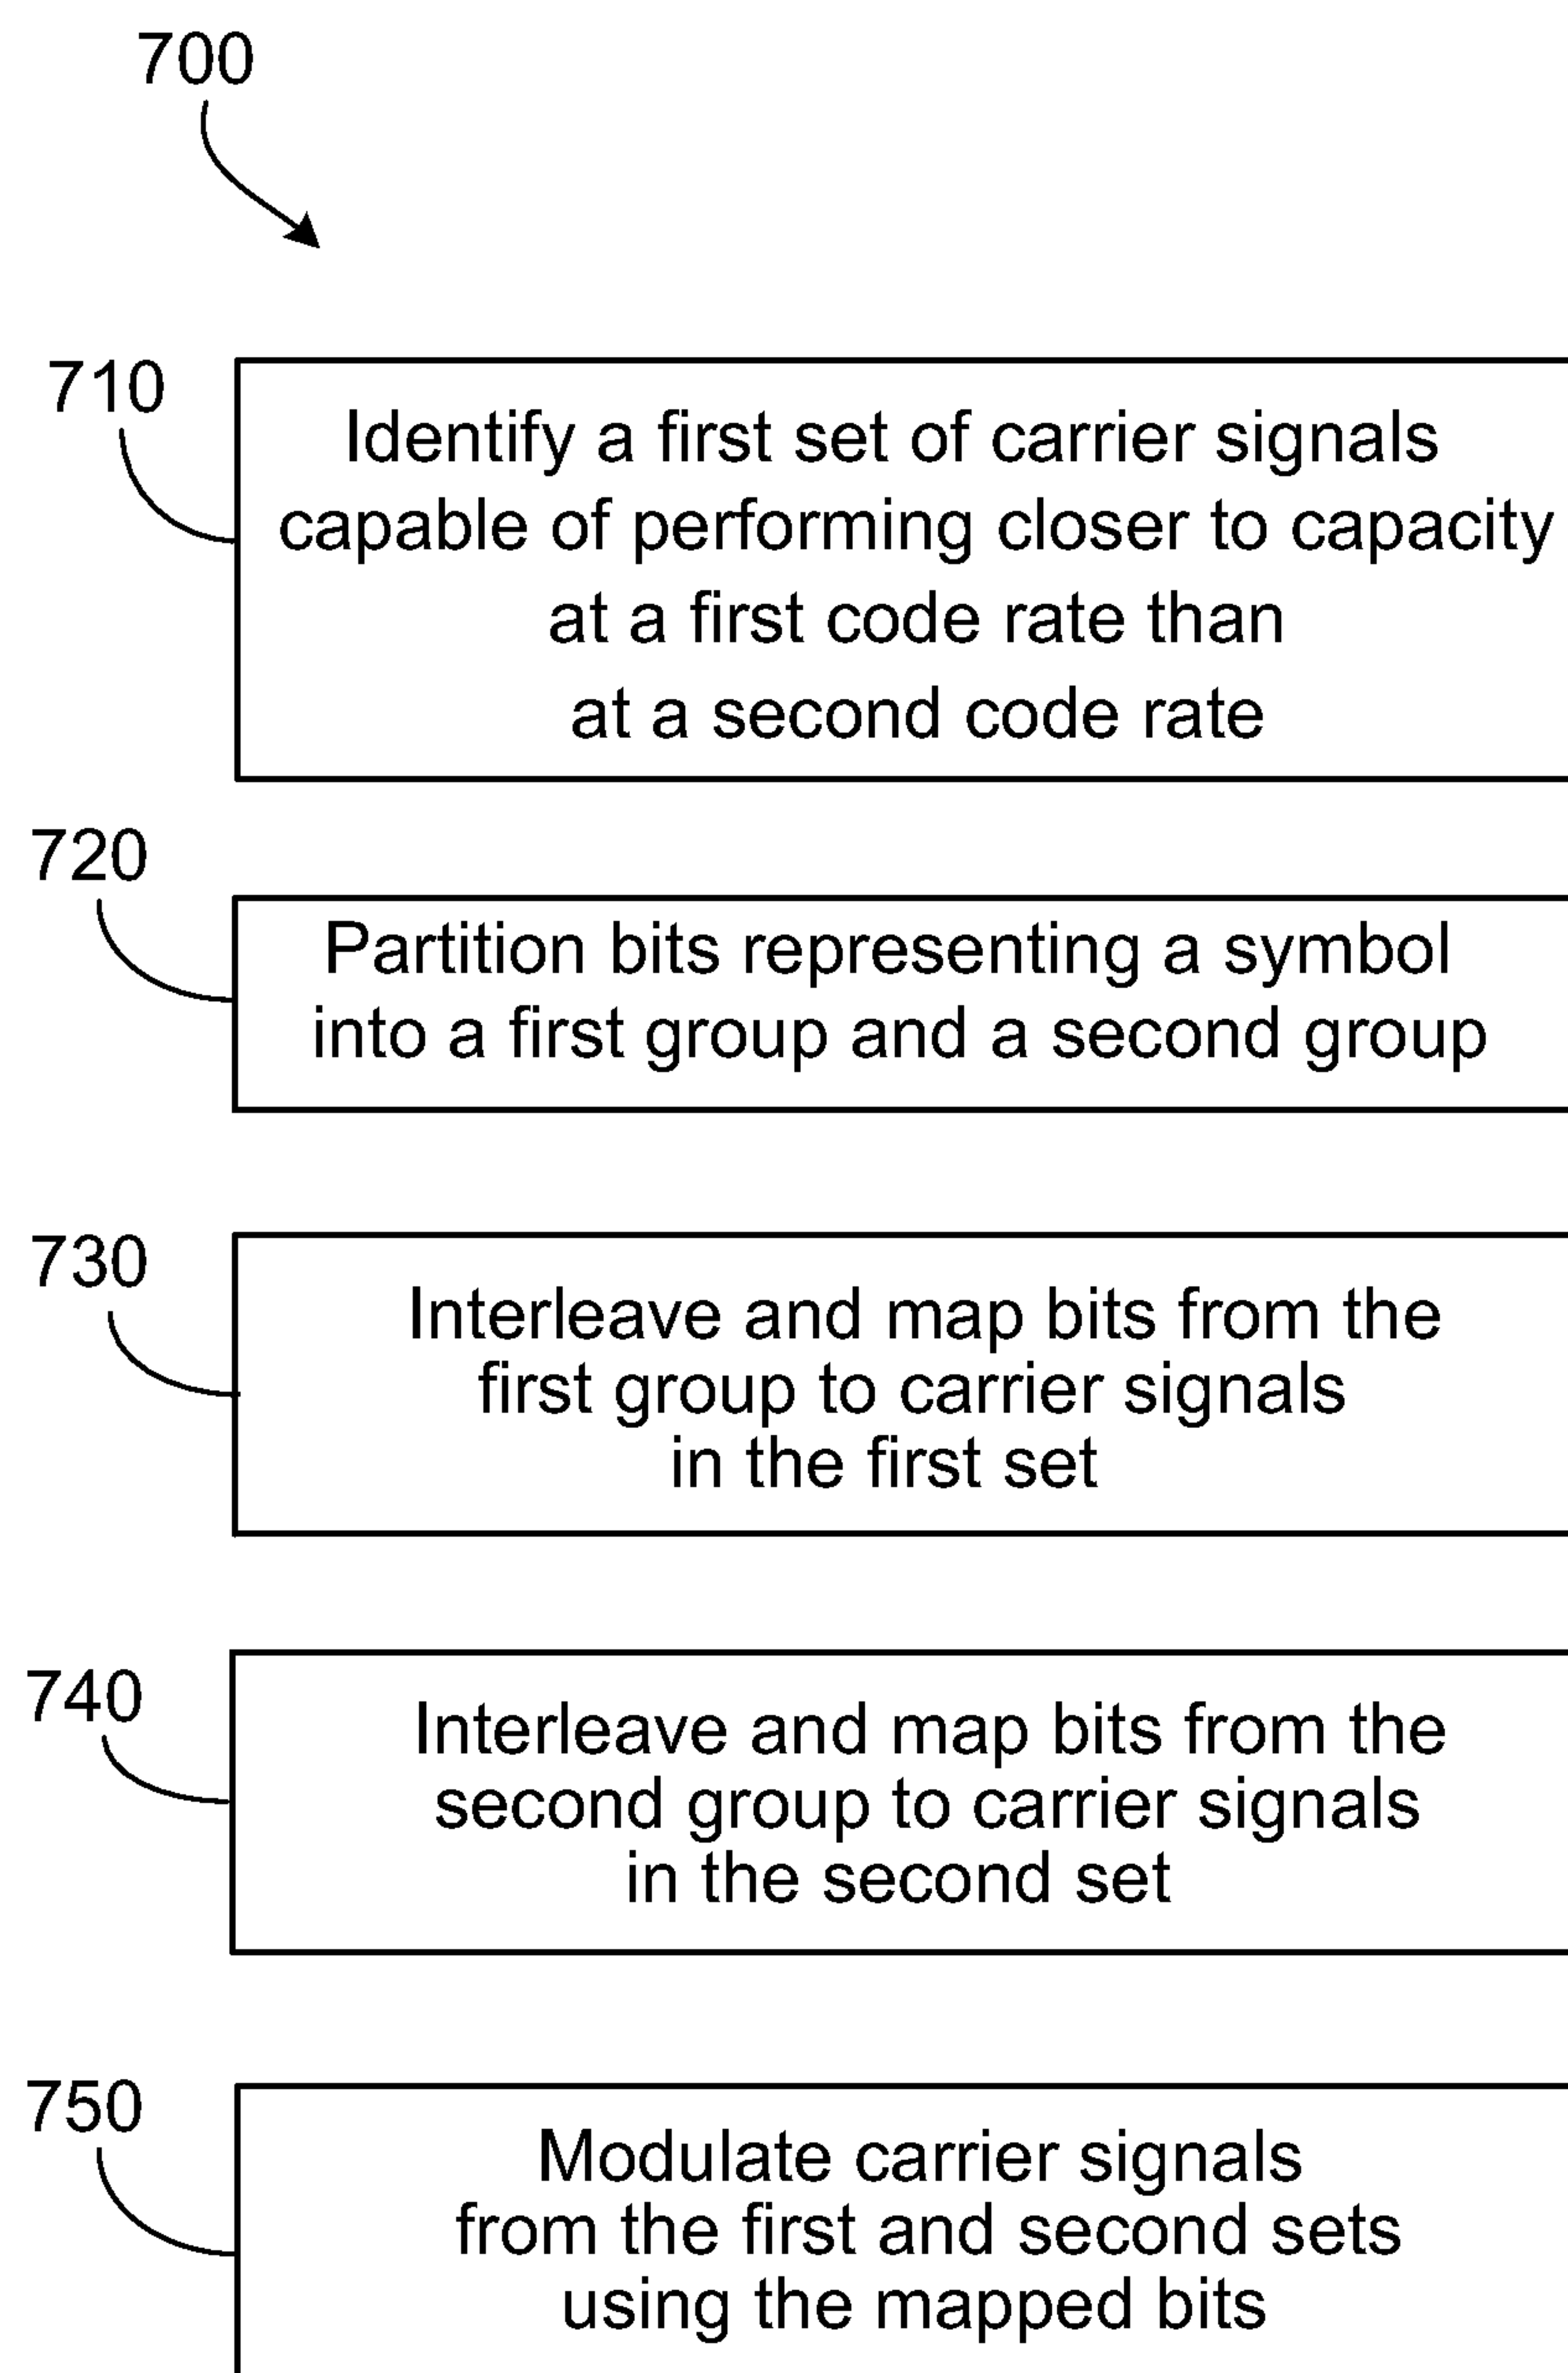 700
710
Identify a first set of carrier signals
capable of performing closer to capacity
at a first code rate than
at a second code rate
720
Partition bits representing a symbol
into a first group and a second group
730
Interleave and map bits from the
first group to carrier signals
in the first set
740
Interleave and map bits from the
second group to carrier signals
in the second set
750
Modulate carrier signals
from the first and second sets
using the mapped bits